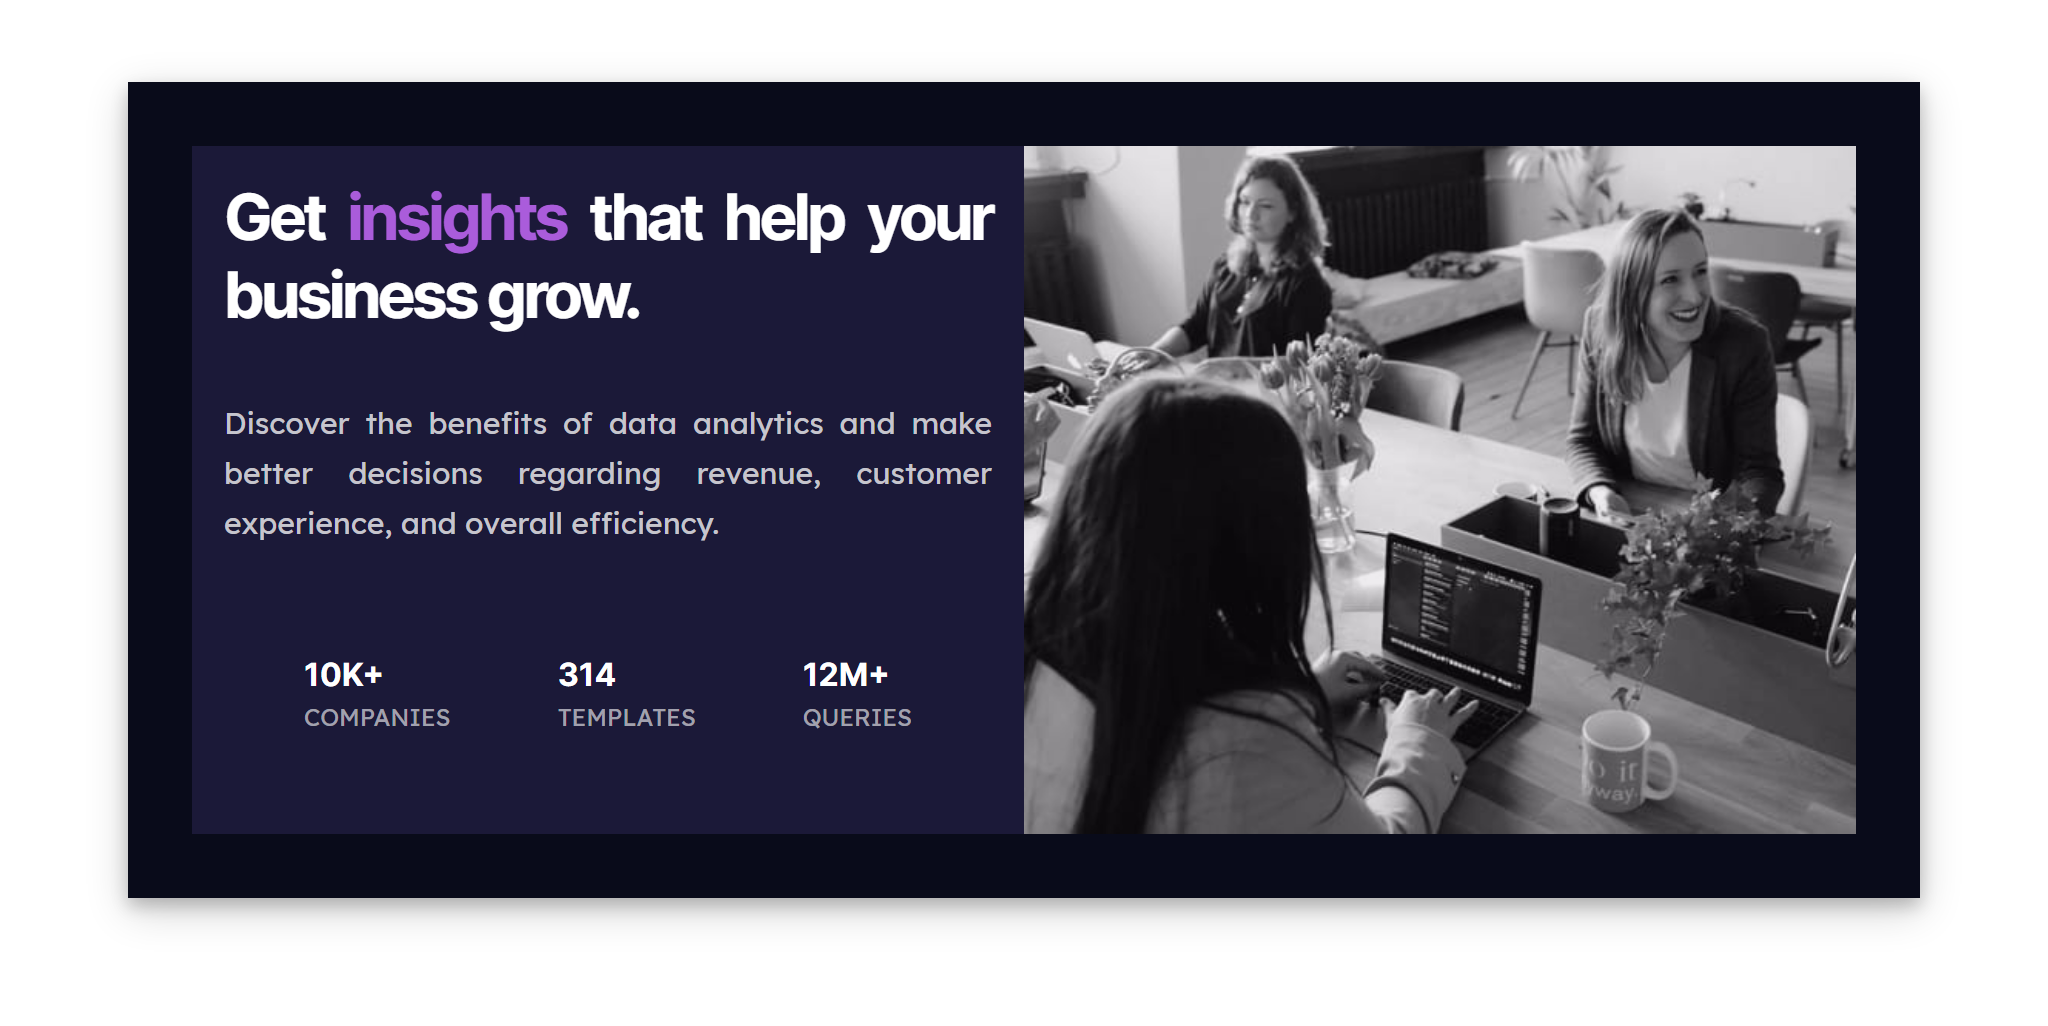 Get insights that help your
business grow.
Discover the benefits of data analytics and make
better decisions regarding revenue, customer
experience, and overall efficiency.
10K+ 314 12M+
COMPANIES TEMPLATES QUERIES
it